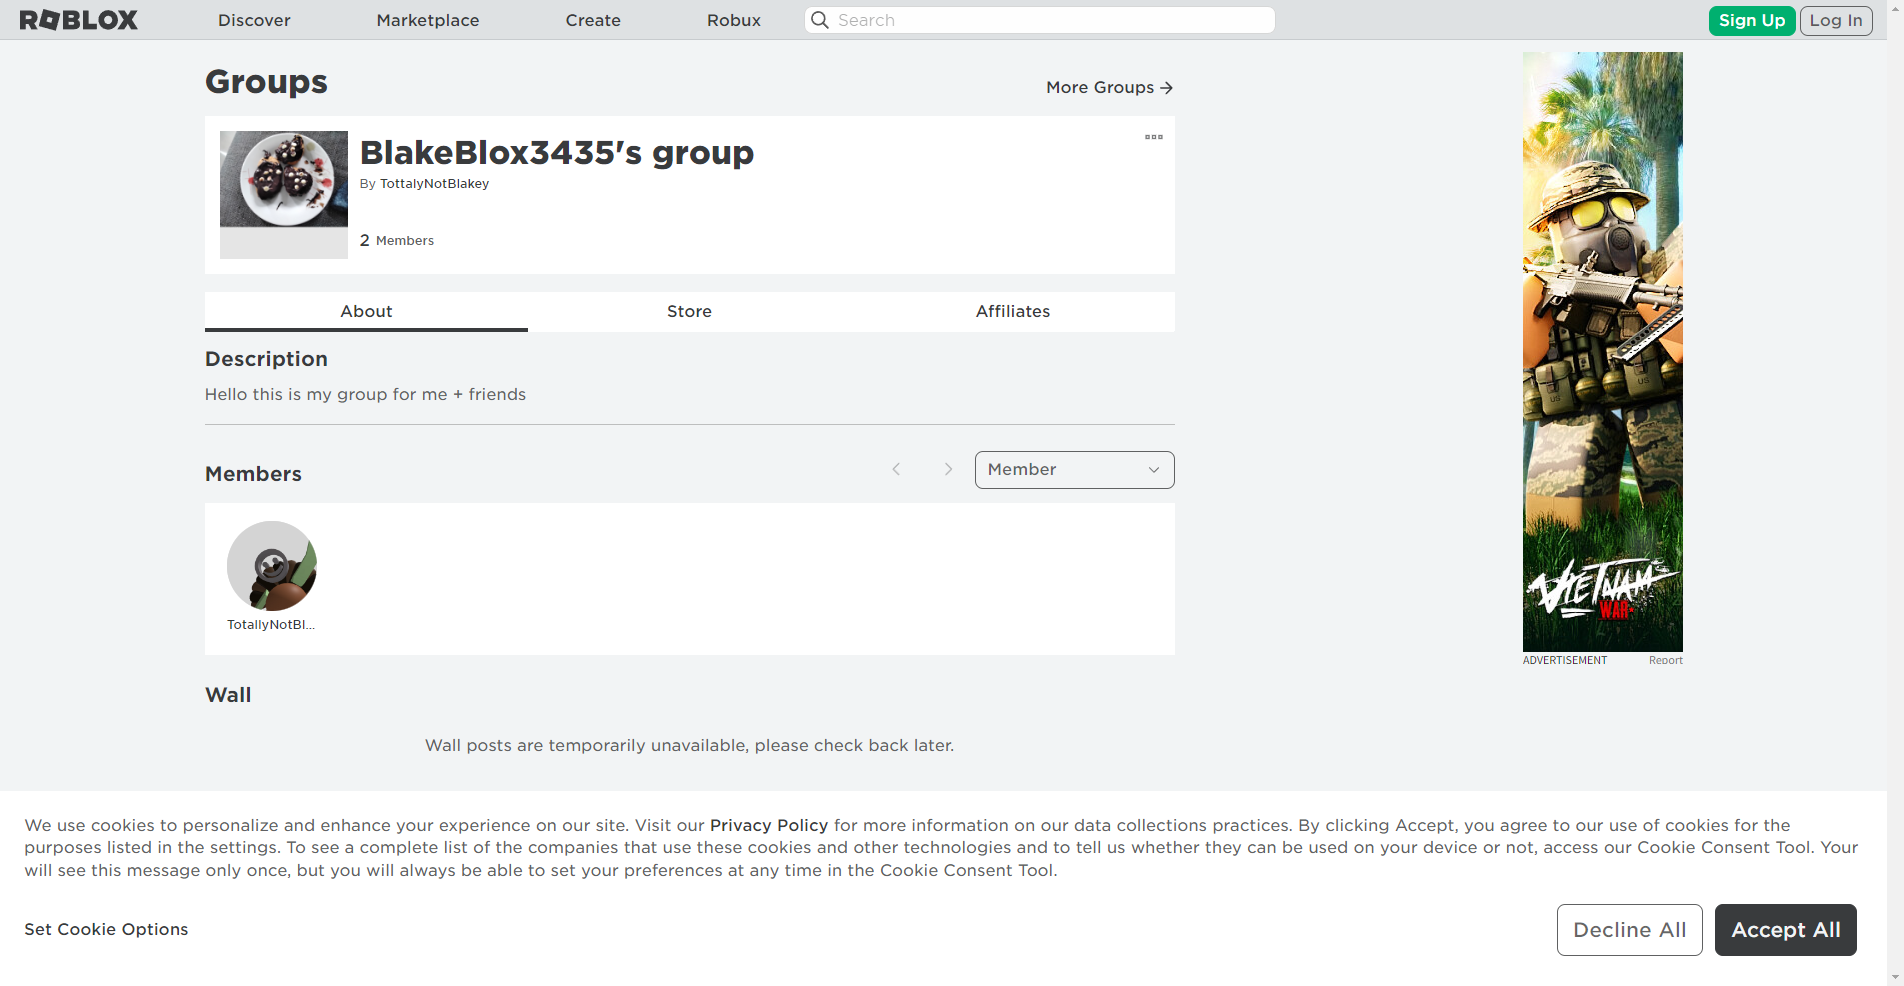 ROBLOX
Discover
Marketplace
Create
Robux
Search
Sign Up
Log In
Groups
More Groups
BlakeBlox3435's group
By TottalyNotBlakey
2 Members
About
Store
Affiliates
Description
Hello this is my group for me + friends
Members
Member
TotallyNotBl...
Wall
Wall posts are temporarily unavailable, please check back later.
US
US
VIETNAM
WAR
ADVERTISEMENT
Report
We use cookies to personalize and enhance your experience on our site. Visit our Privacy Policy for more information on our data collections practices. By clicking Accept, you agree to our use of cookies for the
purposes listed in the settings. To see a complete list of the companies that use these cookies and other technologies and to tell us whether they can be used on your device or not, access our Cookie Consent Tool. Your
will see this message only once, but you will always be able to set your preferences at any time in the Cookie Consent Tool.
Set Cookie Options
Decline All
Accept All